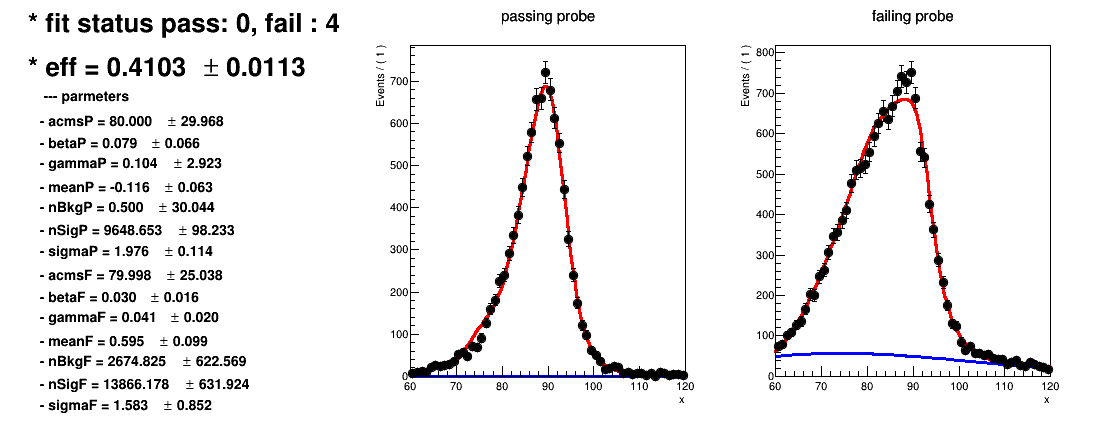 * fit status pass: 0, fail : 4
* eff = 0.4103 ± 0.0113
--- parmeters
- acmsP = 80.000 ± 29.968
- betaP = 0.079 ± 0.066
- gammaP = 0.104 ± 2.923
- meanP = -0.116 ± 0.063
- nBkgP = 0.500 ± 30.044
- nSigP = 9648.653 ± 98.233
- sigmaP = 1.976 ± 0.114
- acmsF = 79.998 ± 25.038
- betaF = 0.030 ± 0.016
- gammaF = 0.041 ± 0.020
- meanF = 0.595 ± 0.099
- nBkgF = 2674.825 ± 622.569
- nSigF = 13866.178 ± 631.924
- sigmaF = 1.583 ± 0.852
passing probe
Events / ( 1 )
700
600
500
400
300
200
100
0
60 70 80 90 100 110 120
x
failing probe
Events / ( 1 )
800
700
600
500
400
300
200
100
0
60 70 80 90 100 110 120
x